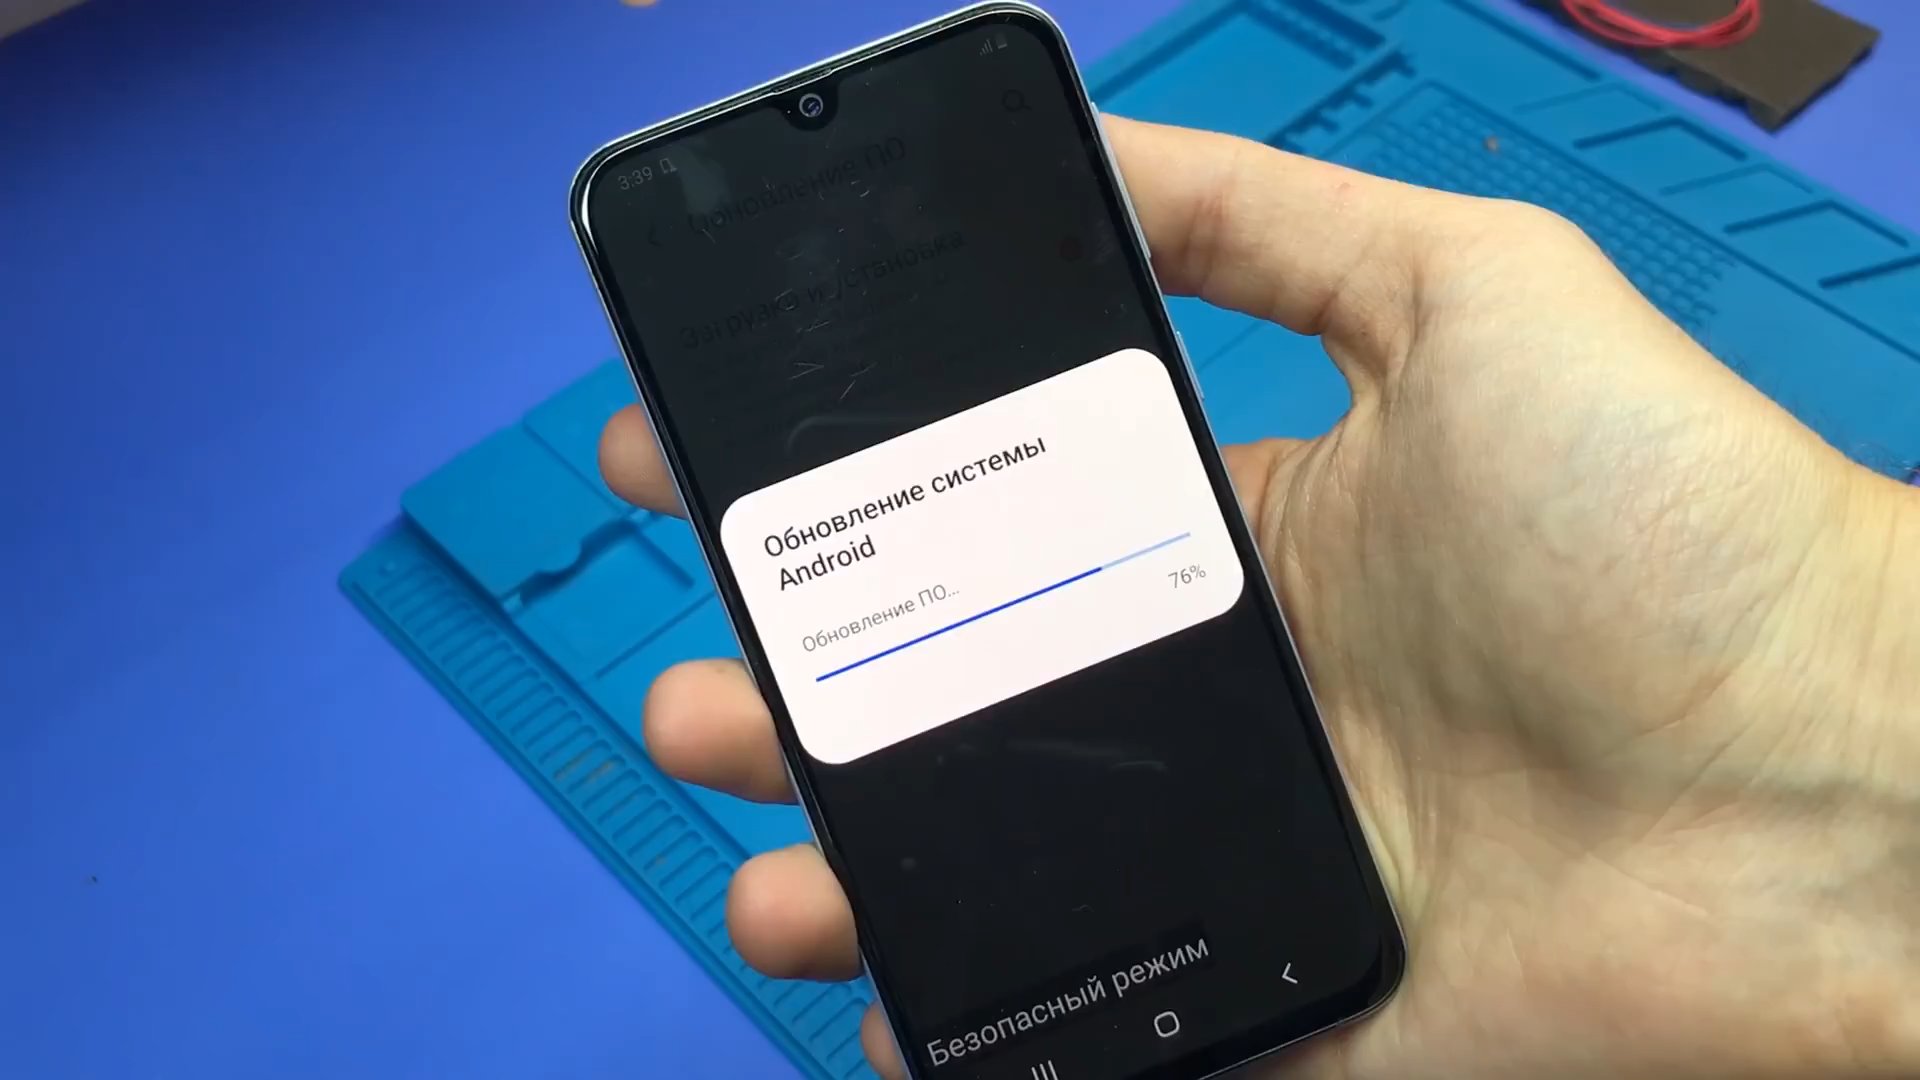 3:39
Обновление ПО
Загрузка и установка
Обновление системы
Android
Обновление ПО...
76%
Безопасный режим